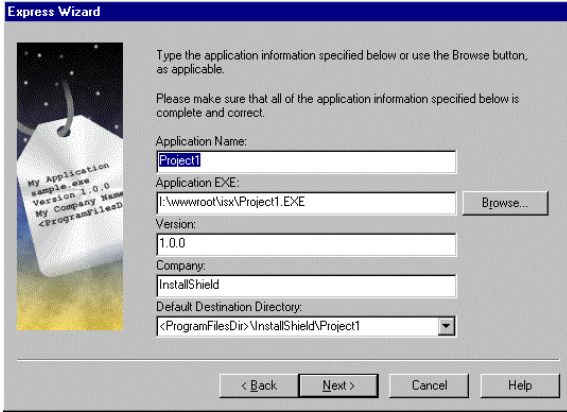 Express Wizard
Type the application information specified below or use the Browse button,
as applicable.
Please make sure that all of the application information specified below is
complete and correct.
My Application
sample.exe
Version 1.0.0
My Company Name
<ProgramFilesD
Application Name:
Project1
Application EXE:
I:\wwwroot\isx\Project1.EXE
Browse...
Version:
1.0.0
Company:
InstallShield
Default Destination Directory:
<ProgramFilesDir>\InstallShield\Project1
< Back
Next >
Cancel
Help